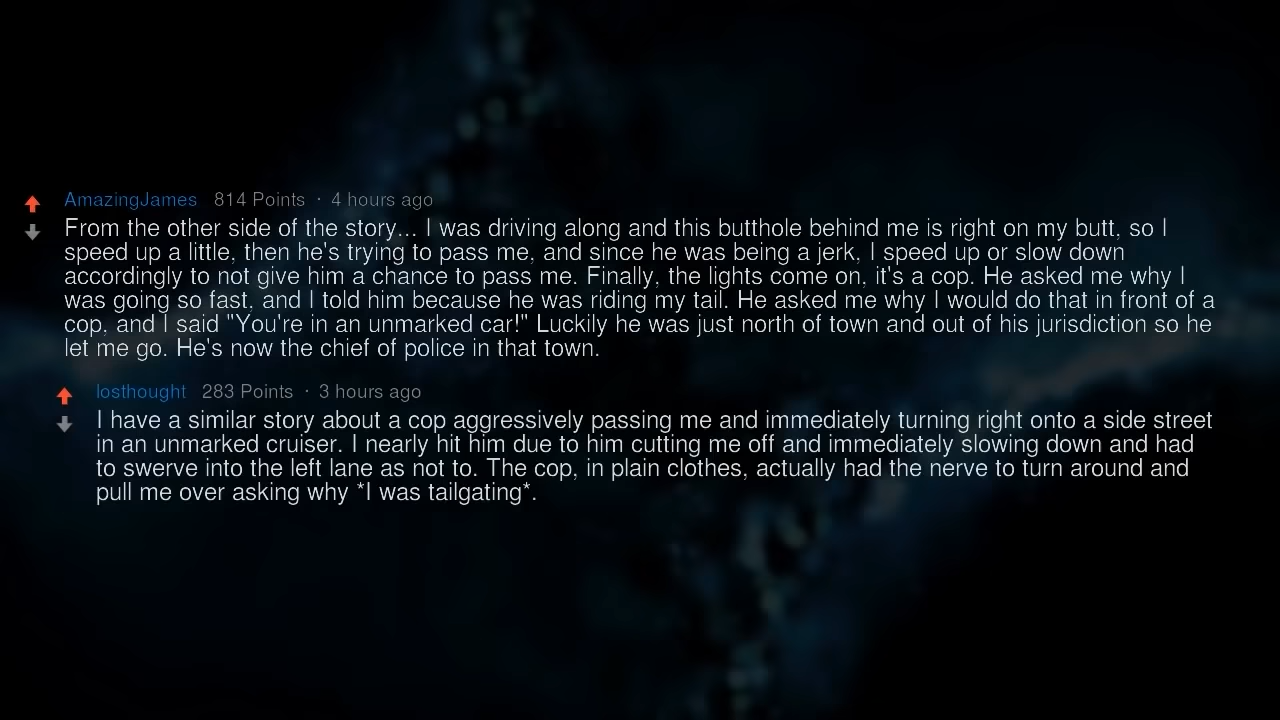 AmazingJames 814 Points · 4 hours ago
From the other side of the story... I was driving along and this butthole behind me is right on my butt, so I
speed up a little, then he's trying to pass me, and since he was being a jerk, I speed up or slow down
accordingly to not give him a chance to pass me. Finally, the lights come on, it's a cop. He asked me why I
was going so fast, and I told him because he was riding my tail. He asked me why I would do that in front of a
cop, and I said "You're in an unmarked car!" Luckily he was just north of town and out of his jurisdiction so he
let me go. He's now the chief of police in that town.
losthought 283 Points · 3 hours ago
I have a similar story about a cop aggressively passing me and immediately turning right onto a side street
in an unmarked cruiser. I nearly hit him due to him cutting me off and immediately slowing down and had
to swerve into the left lane as not to. The cop, in plain clothes, actually had the nerve to turn around and
pull me over asking why *I was tailgating*.